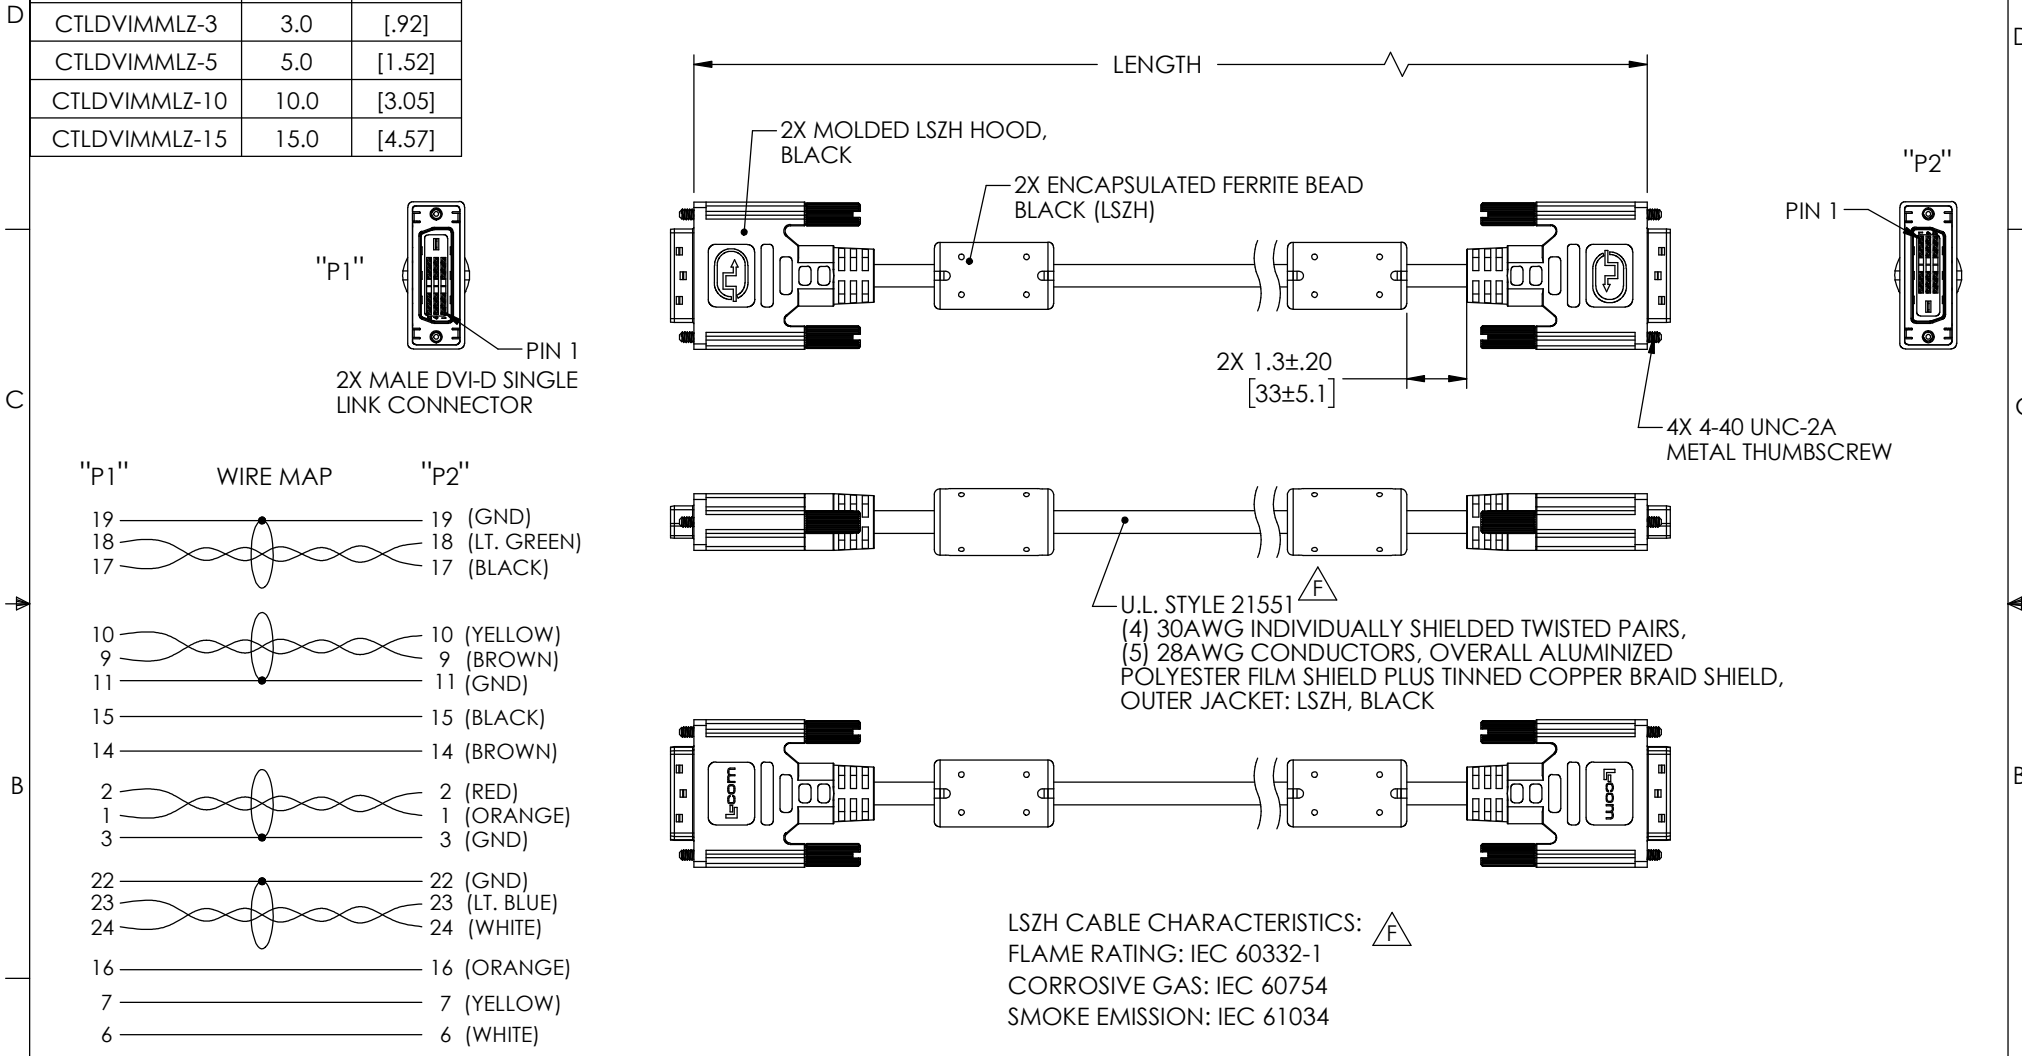 D
D
CTLDVIMMLZ-3 3.0 [.92]
CTLDVIMMLZ-5 5.0 [1.52]
CTLDVIMMLZ-10 10.0 [3.05]
CTLDVIMMLZ-15 15.0 [4.57]
LENGTH
2X MOLDED LSZH HOOD,
BLACK
2X ENCAPSULATED FERRITE BEAD
BLACK (LSZH)
"P2"
PIN 1
"P1"
PIN 1
2X MALE DVI-D SINGLE
LINK CONNECTOR
2X 1.3±.20
[33±5.1]
C
4X 4-40 UNC-2A
METAL THUMBSCREW
"P1" WIRE MAP "P2"
19 19 (GND)
18 18 (LT. GREEN)
17 17 (BLACK)
10 10 (YELLOW)
9 9 (BROWN)
11 11 (GND)
15 15 (BLACK)
14 14 (BROWN)
2 2 (RED)
1 1 (ORANGE)
3 3 (GND)
22 22 (GND)
23 23 (LT. BLUE)
24 24 (WHITE)
16 16 (ORANGE)
7 7 (YELLOW)
6 6 (WHITE)
F
U.L. STYLE 21551
(4) 30AWG INDIVIDUALLY SHIELDED TWISTED PAIRS,
(5) 28AWG CONDUCTORS, OVERALL ALUMINIZED
POLYESTER FILM SHIELD PLUS TINNED COPPER BRAID SHIELD,
OUTER JACKET: LSZH, BLACK
B
B
L-com
L-com
LSZH CABLE CHARACTERISTICS:
F
FLAME RATING: IEC 60332-1
CORROSIVE GAS: IEC 60754
SMOKE EMISSION: IEC 61034